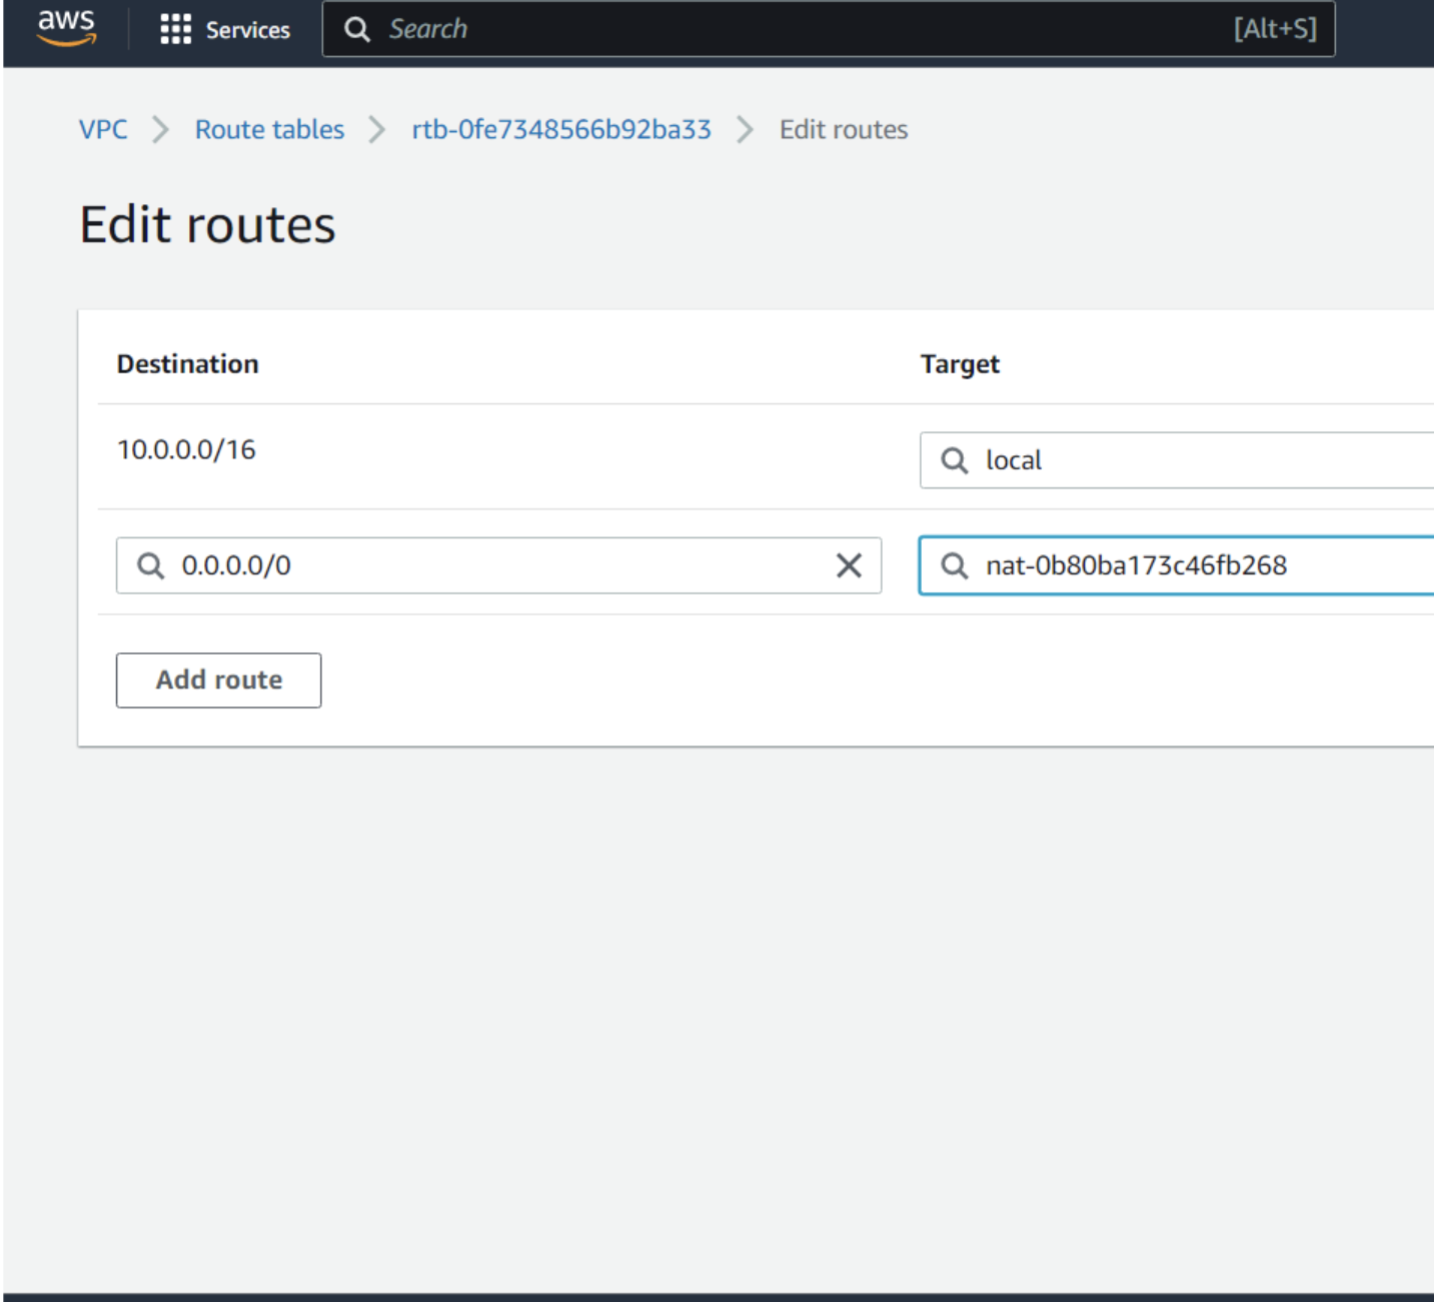 aws Services Search [Alt+S]
VPC > Route tables > rtb-0fe7348566b92ba33 > Edit routes
Edit routes
Destination Target
10.0.0.0/16 local
0.0.0.0/0 nat-0b80ba173c46fb268
Add route